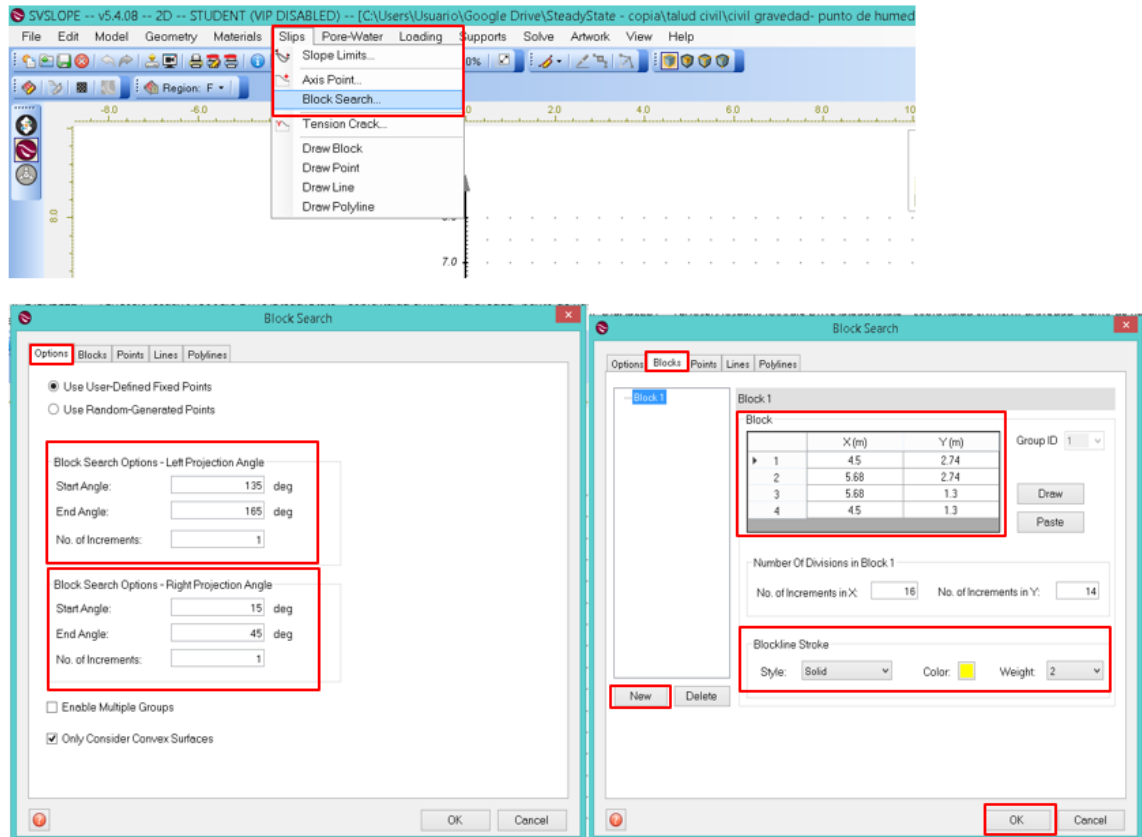 SVSLOPE -- v5.4.08 -- 2D -- STUDENT (VIP DISABLED) -- [C:\Users\Usuario\Google Drive\SteadyState - copia\talud civil\civil gravedad- punto de humed
File Edit Model Geometry Materials Slips Pore-Water Loading Supports Solve Artwork View Help
Slope Limits...
0%
Axis Point...
Region: F
Block Search...
-8.0 -6.0 0 2.0 4.0 6.0 8.0 10
Tension Crack...
Draw Block
Draw Point
Draw Line
Draw Polyline
8.0
7.0
Block Search
Options Blocks Points Lines Polylines
Use User-Defined Fixed Points
Use Random-Generated Points
Block Search Options - Left Projection Angle
Start Angle: 135 deg
End Angle: 165 deg
No. of Increments: 1
Block Search Options - Right Projection Angle
Start Angle: 15 deg
End Angle: 45 deg
No. of Increments: 1
Enable Multiple Groups
Only Consider Convex Surfaces
OK Cancel
Block Search
Options Blocks Points Lines Polylines
Block 1
Block 1
Block
X (m) Y (m)
1 4.5 2.74
2 5.68 2.74
3 5.68 1.3
4 4.5 1.3
Group ID 1
Draw
Paste
Number Of Divisions in Block 1
No. of Increments in X: 16 No. of Increments in Y: 14
Blockline Stroke
Style: Solid Color: Weight: 2
New Delete
OK Cancel